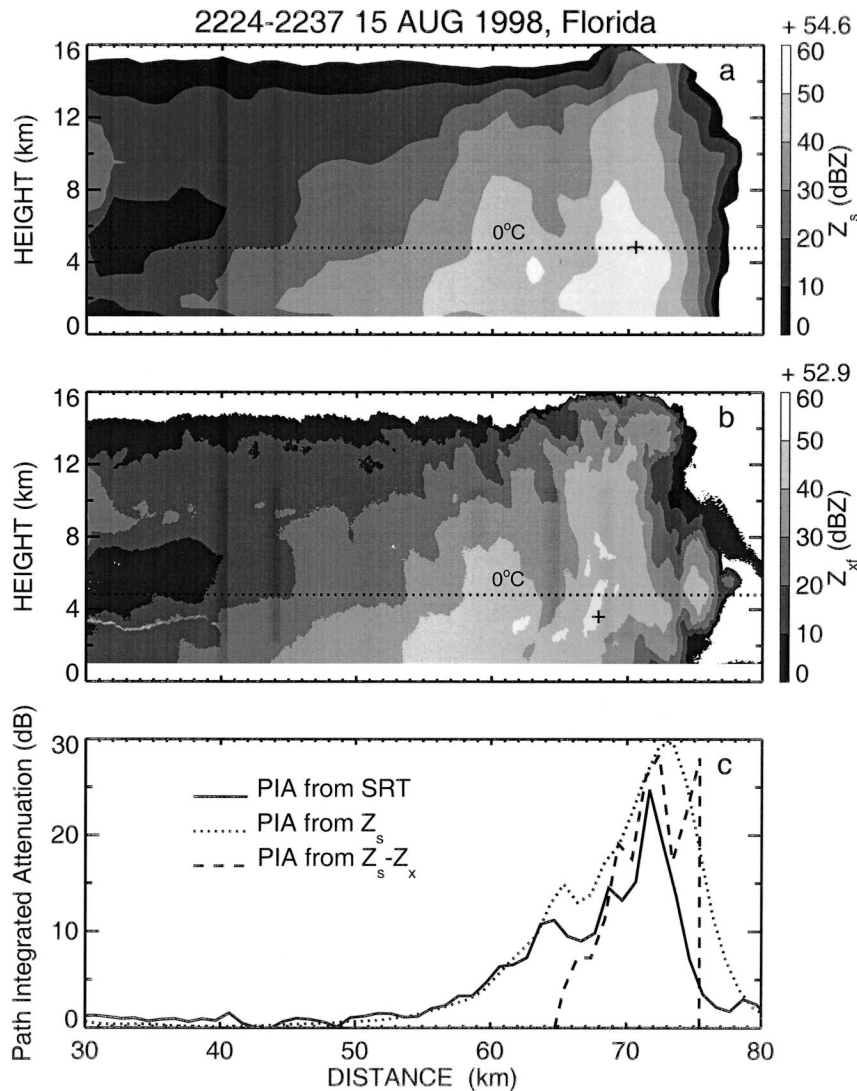 2224-2237 15 AUG 1998, Florida
+ 54.6
a
16
12
8
4
0
HEIGHT (km)
0°C
+
60
50
40
30
20
10
0
Z_s (dBZ)
+ 52.9
b
16
12
8
4
0
HEIGHT (km)
0°C
+
60
50
40
30
20
10
0
Z_xf (dBZ)
c
30
20
10
0
Path Integrated Attenuation (dB)
PIA from SRT
PIA from Z_s
PIA from Z_s-Z_x
30 40 50 60 70 80
DISTANCE (km)